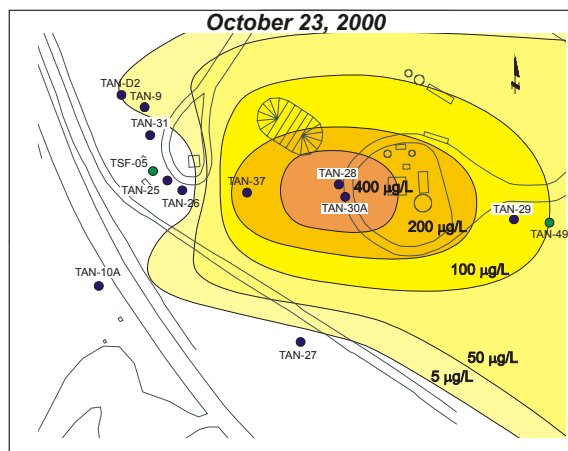 October 23, 2000
TAN-D2
TAN-9
TAN-31
TSF-05
TAN-25
TAN-26
TAN-37
TAN-28
400 µg/L
TAN-30A
200 µg/L
TAN-29
TAN-49
100 µg/L
TAN-10A
TAN-27
50 µg/L
5 µg/L